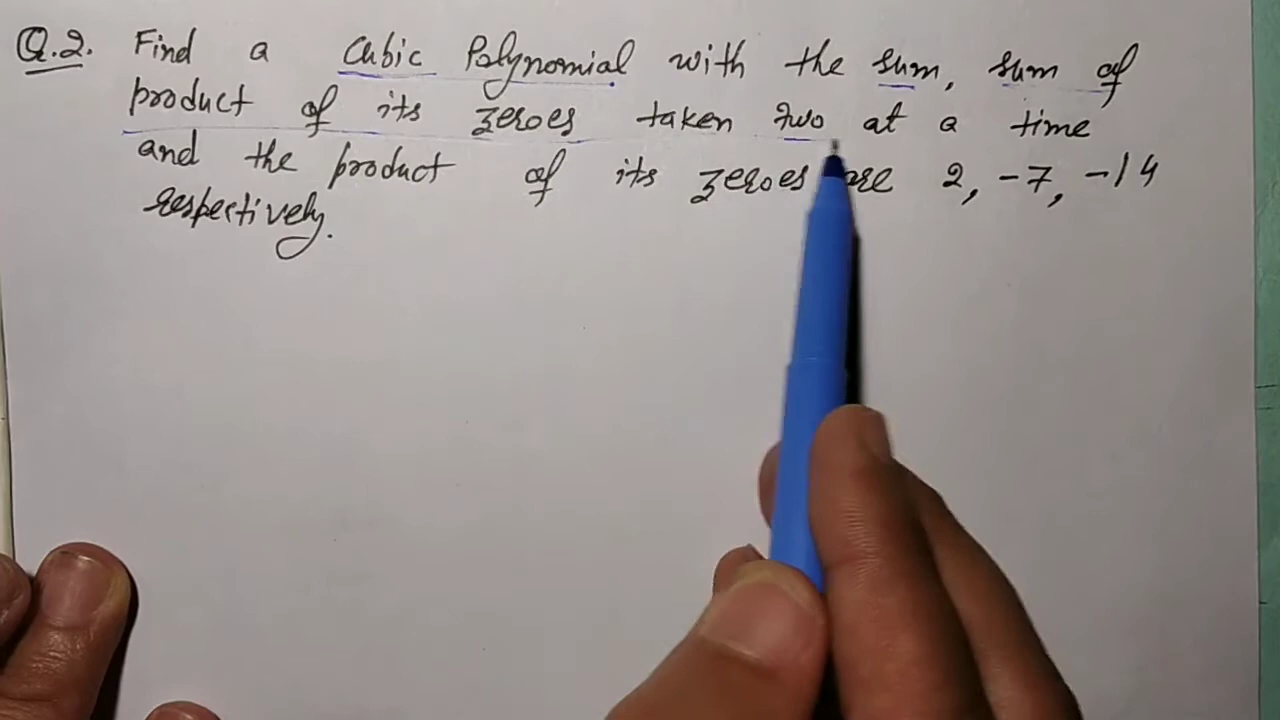 Q.2. Find a Cubic Polynomial with the sum, sum of
product of its zeroes taken two at a time
and the product of its zeroes are 2, -7, -14
respectively.